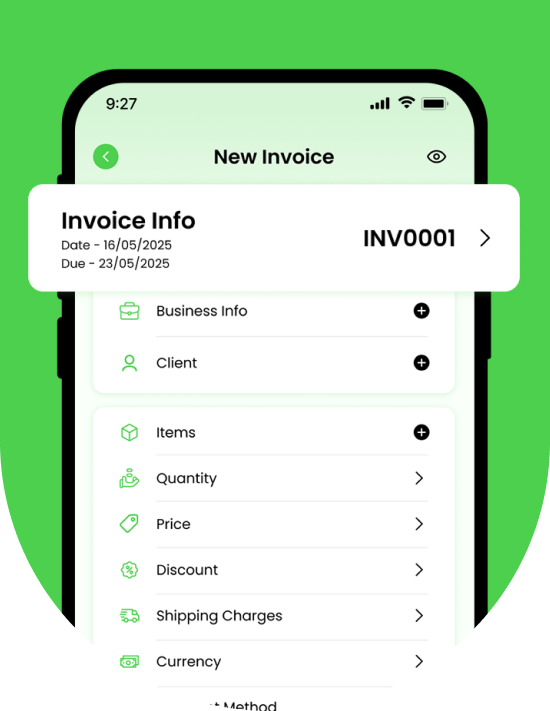 9:27
New Invoice
Invoice Info
Date - 16/05/2025
Due - 23/05/2025
INV0001
Business Info
Client
Items
Quantity
Price
Discount
Shipping Charges
Currency
Method